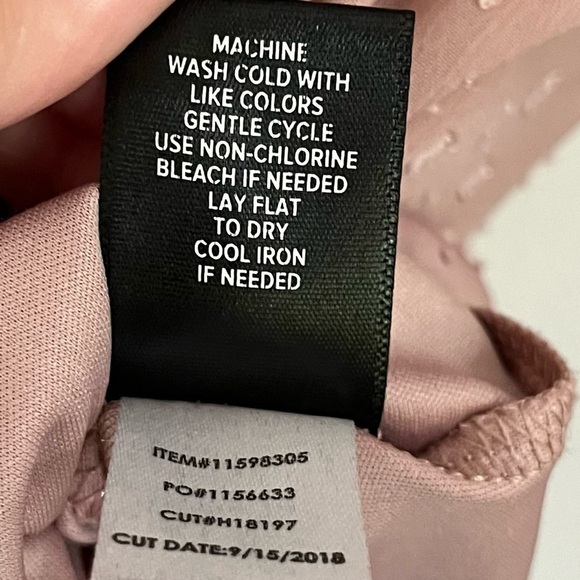 MACHINE
WASH COLD WITH
LIKE COLORS
GENTLE CYCLE
USE NON-CHLORINE
BLEACH IF NEEDED
LAY FLAT
TO DRY
COOL IRON
IF NEEDED
ITEM#11598305
PO#1156633
CUT#H18197
CUT DATE:9/15/2018